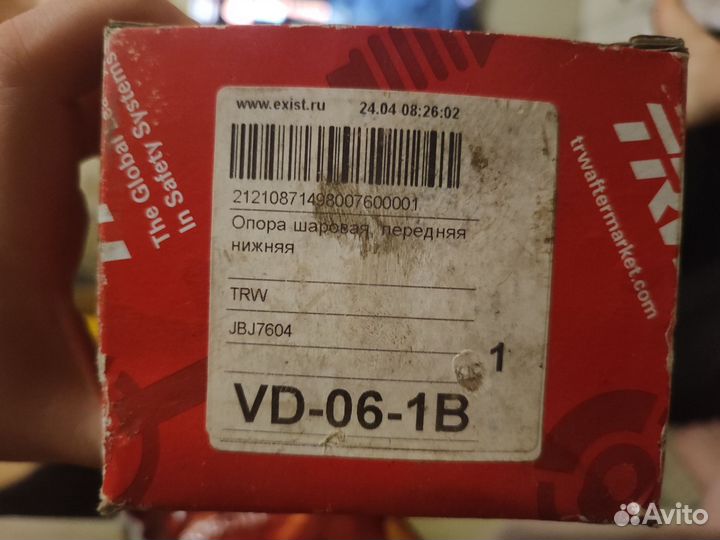 The Global Leader
In Safety Systems
www.exist.ru 24.04 08:26:02
21210871498007600001
Опора шаровая, передняя
нижняя
TRW
JBJ7604
1
VD-06-1B
TRW
trwaftermarket.com
Avito